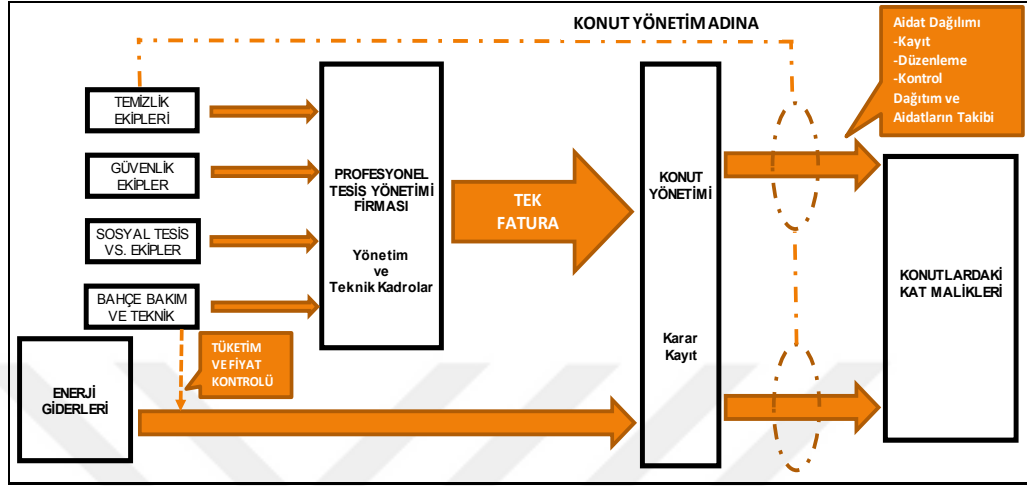 KONUT YÖNETİM ADINA
Aidat Dağılımı
-Kayıt
-Düzenleme
-Kontrol
Dağıtım ve
Aidatların Takibi
TEMİZLİK
EKİPLERİ
GÜVENLİK
EKİPLER
SOSYAL TESİS
VS. EKİPLER
BAHÇE BAKIM
VE TEKNİK
ENERJİ
GİDERLERİ
TÜKETİM
VE FİYAT
KONTROLÜ
PROFESYONEL
TESİS YÖNETİMİ
FİRMASI
Yönetim
ve
Teknik Kadrolar
TEK
FATURA
KONUT
YÖNETİMİ
Karar
Kayıt
KONUTLARDAKİ
KAT MALİKLERİ